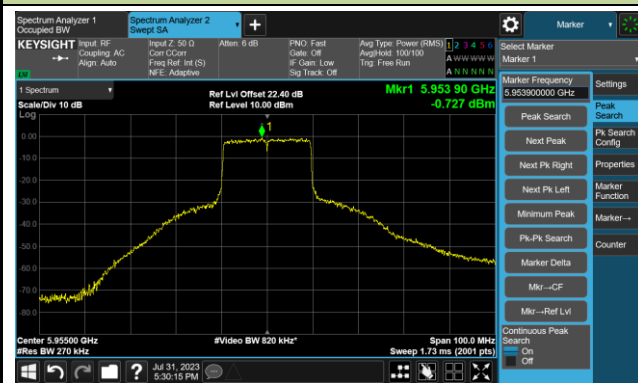 Spectrum Analyzer 1
Occupied BW
Spectrum Analyzer 2
Swept SA
+
Marker
KEYSIGHT
Input: RF
Coupling: AC
Align: Auto
Input Z: 50 Ω
Corr CCorr
Freq Ref: Int (S)
NFE: Adaptive
Atten: 6 dB
PNO: Fast
Gate: Off
IF Gain: Low
Sig Track: Off
Avg Type: Power (RMS)
Avg|Hold: 100/100
Trig: Free Run
1 2 3 4 5 6
A W W W W W
A N N N N N
Select Marker
Marker 1
1 Spectrum
Scale/Div 10 dB
Log
Ref Lvl Offset 22.40 dB
Ref Level 10.00 dBm
Mkr1 5.953 90 GHz
-0.727 dBm
1
0.00
-10.0
-20.0
-30.0
-40.0
-50.0
-60.0
-70.0
-80.0
Center 5.95500 GHz
#Res BW 270 kHz
#Video BW 820 kHz*
Span 100.0 MHz
Sweep 1.73 ms (2001 pts)
Marker Frequency
5.953900000 GHz
Peak Search
Next Peak
Next Pk Right
Next Pk Left
Minimum Peak
Pk-Pk Search
Marker Delta
Mkr→CF
Mkr→Ref Lvl
Continuous Peak
Search
On
Off
Settings
Peak
Search
Pk Search
Config
Properties
Marker
Function
Marker→
Counter
?
Jul 31, 2023
5:30:15 PM